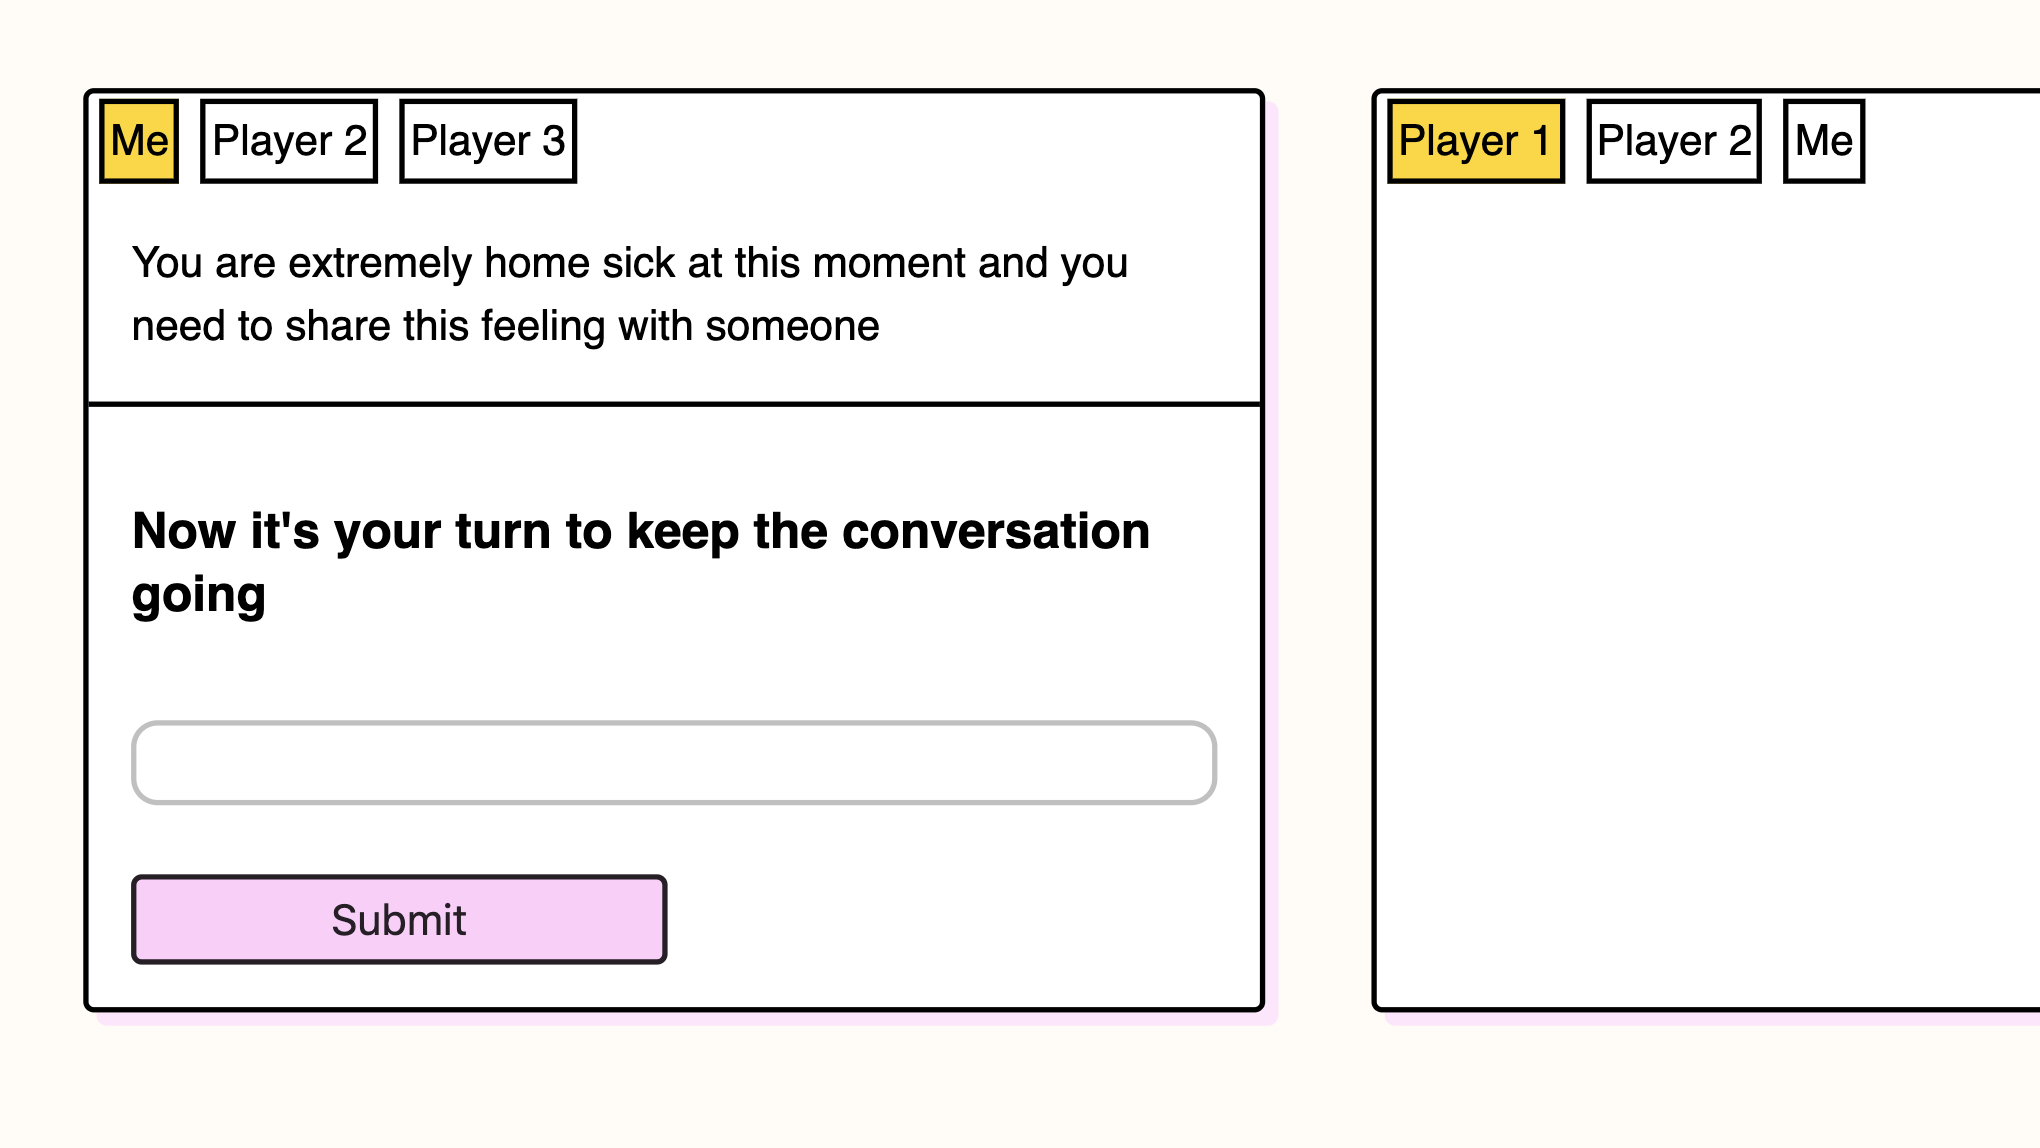 Me Player 2 Player 3
You are extremely home sick at this moment and you
need to share this feeling with someone
Now it's your turn to keep the conversation
going
Submit
Player 1 Player 2 Me